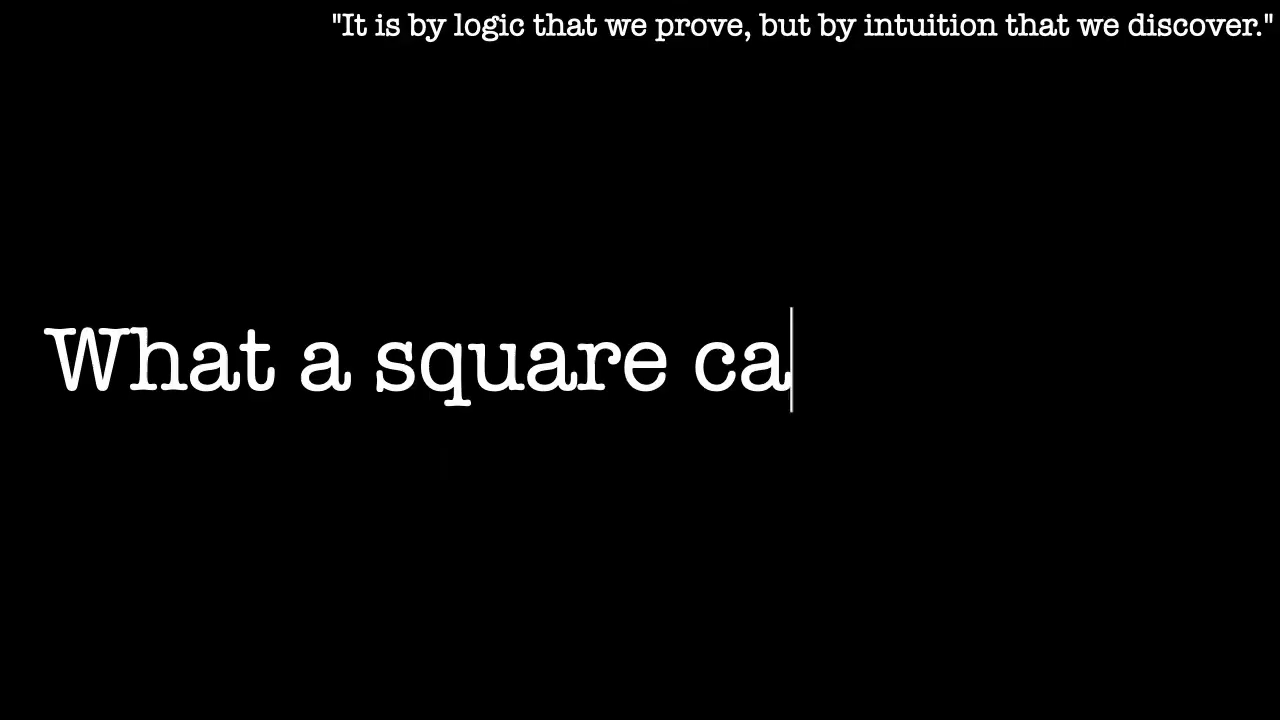 "It is by logic that we prove, but by intuition that we discover."
What a square ca